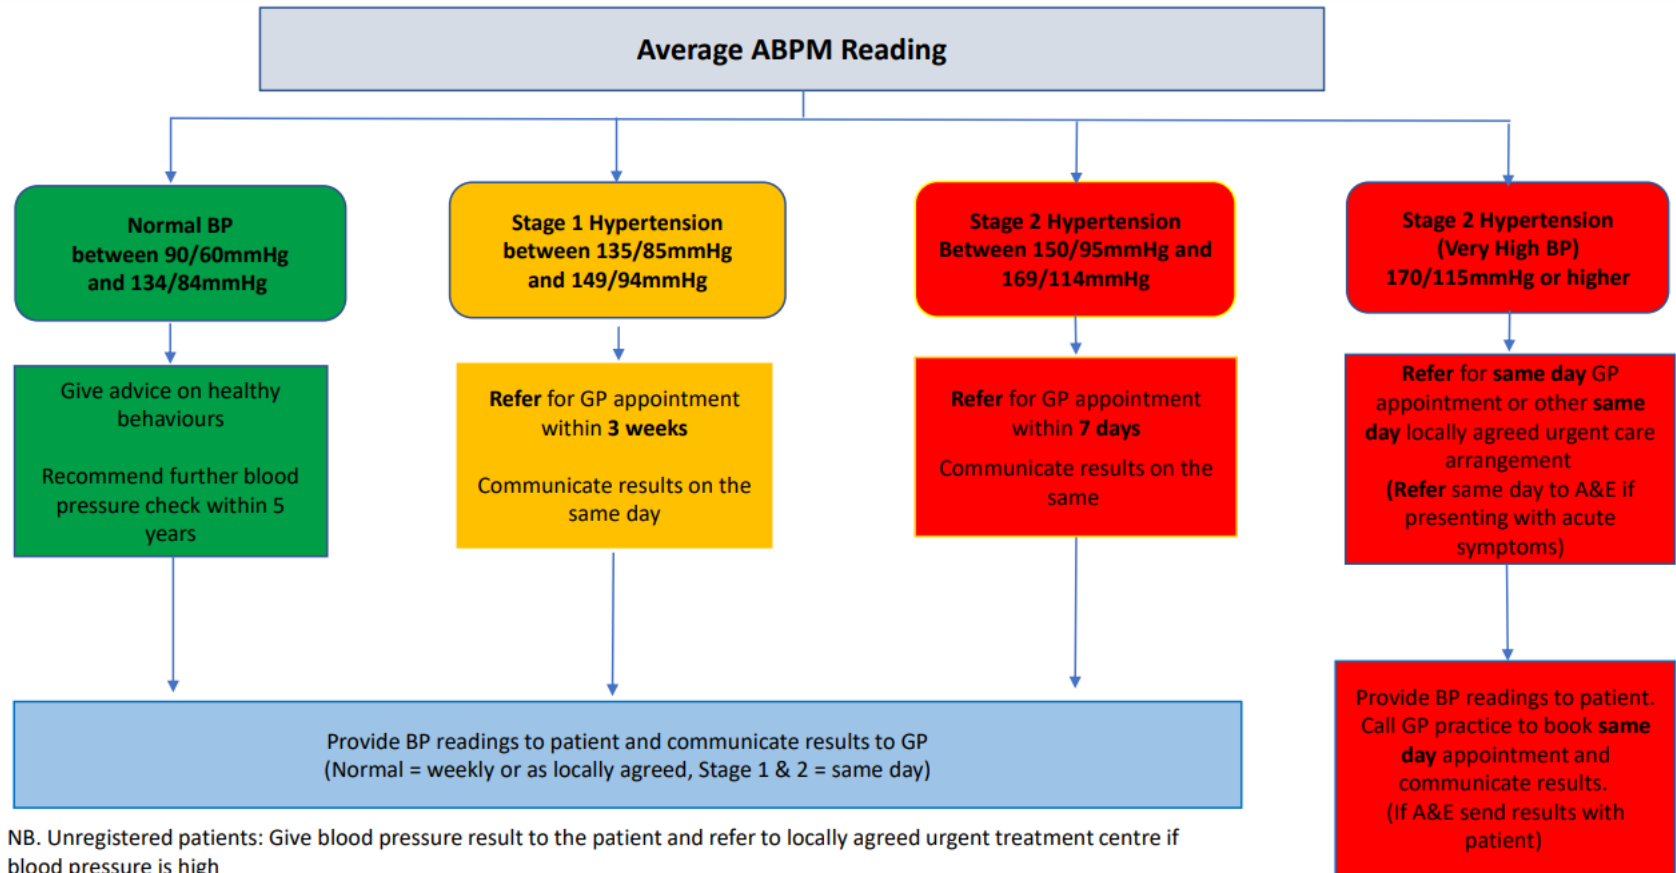 Average ABPM Reading
Normal BP
between 90/60mmHg
and 134/84mmHg
Stage 1 Hypertension
between 135/85mmHg
and 149/94mmHg
Stage 2 Hypertension
Between 150/95mmHg and
169/114mmHg
Stage 2 Hypertension
(Very High BP)
170/115mmHg or higher
Give advice on healthy
behaviours
Recommend further blood
pressure check within 5
years
Refer for GP appointment
within 3 weeks
Communicate results on the
same day
Refer for GP appointment
within 7 days
Communicate results on the
same
Refer for same day GP
appointment or other same
day locally agreed urgent care
arrangement
(Refer same day to A&E if
presenting with acute
symptoms)
Provide BP readings to patient and communicate results to GP
(Normal = weekly or as locally agreed, Stage 1 & 2 = same day)
Provide BP readings to patient.
Call GP practice to book same
day appointment and
communicate results.
(If A&E send results with
patient)
NB. Unregistered patients: Give blood pressure result to the patient and refer to locally agreed urgent treatment centre if
blood pressure is high